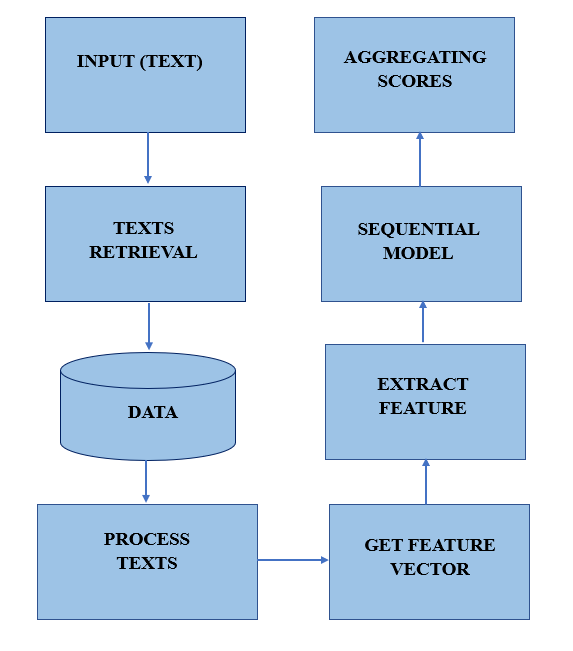 INPUT (TEXT)
TEXTS
RETRIEVAL
DATA
PROCESS
TEXTS
GET FEATURE
VECTOR
EXTRACT
FEATURE
SEQUENTIAL
MODEL
AGGREGATING
SCORES